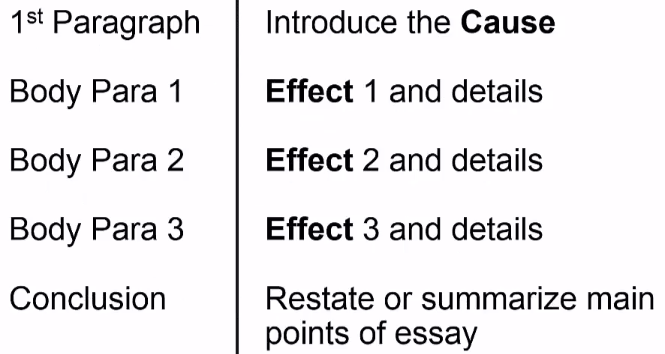 1st Paragraph Introduce the Cause
Body Para 1 Effect 1 and details
Body Para 2 Effect 2 and details
Body Para 3 Effect 3 and details
Conclusion Restate or summarize main
points of essay